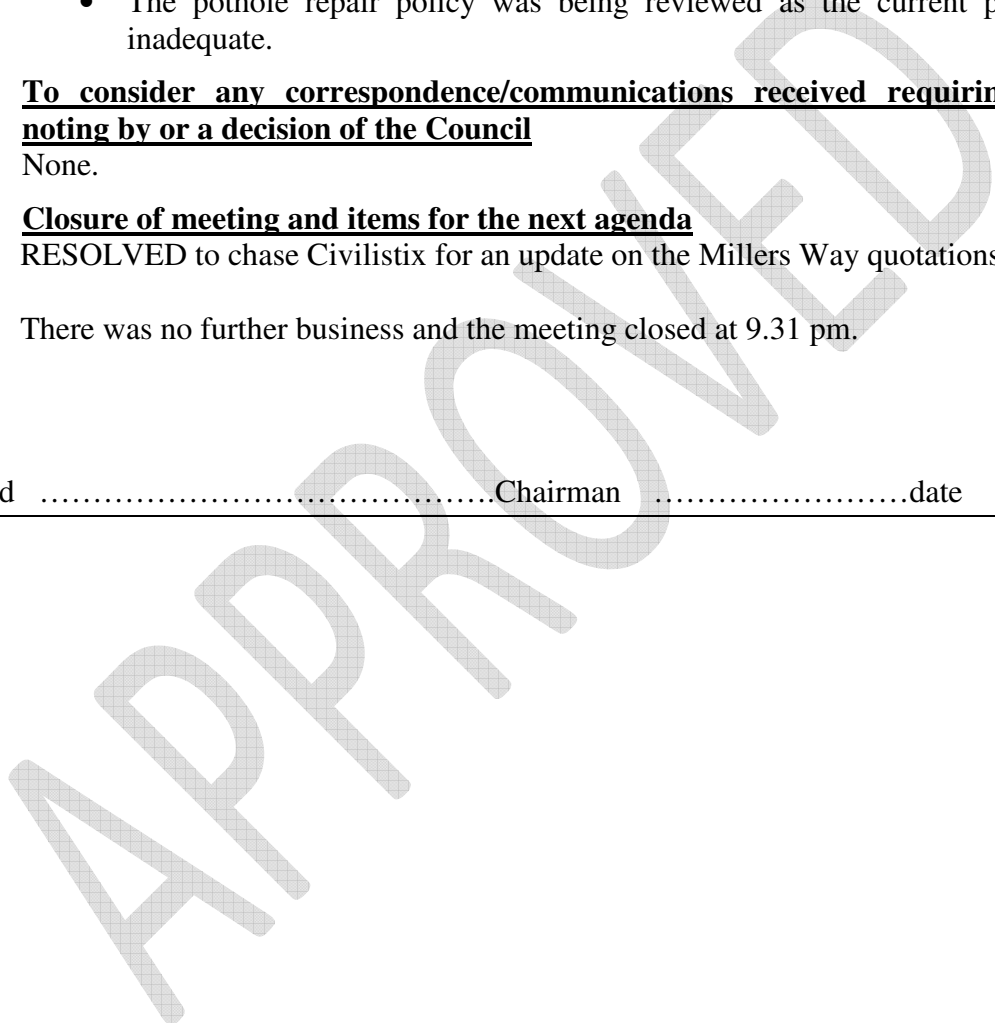 • The pothole repair policy was being reviewed as the current
inadequate.
To consider any correspondence/communications received
noting by or a decision of the Council
None.
Closure of meeting and items for the next agenda
RESOLVED to chase Civilistix for an update on the Millers Way quotations
There was no further business and the meeting closed at 9.31 pm.
…………………………………….Chairman ……………………date
APPROVED